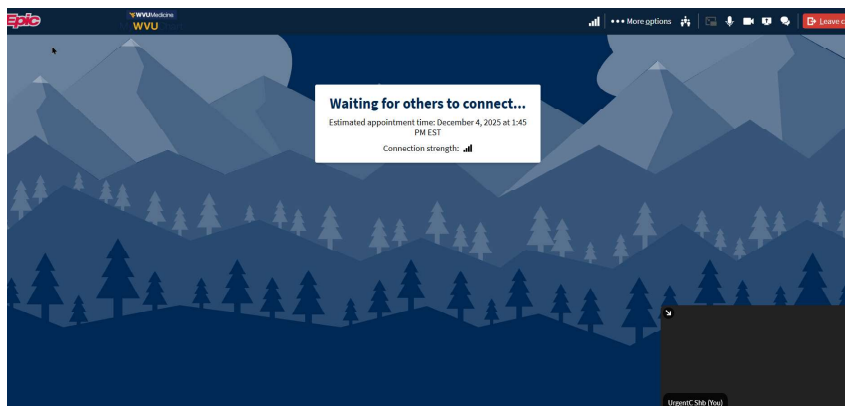 Epic
WVUMedicine
WVU
More options
Leave c
Waiting for others to connect...
Estimated appointment time: December 4, 2025 at 1:45
PM EST
Connection strength:
UrgentC Shb (You)